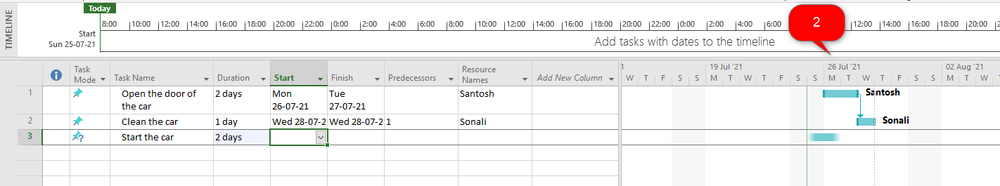 Today
2
TIMELINE
8:00 10:00 12:00 14:00 16:00 18:00 20:00 22:00 0:00 2:00 4:00 6:00 8:00 10:00 12:00 14:00 16:00 18:00 20:00 22:00 0:00 2:00 4:00 6:00 12:00 14:00 16:00 18:00 20:00
Start
Sun 25-07-21
Add tasks with dates to the timeline
Task Mode Task Name Duration Start Finish Predecessors Resource Names Add New Column
1 19 Jul '21 26 Jul '21 02 Aug '21
W T F S S M T W T F S S M T W T F S S M T W
1 Open the door of the car 2 days Mon 26-07-21 Tue 27-07-21 Santosh
Santosh
2 Clean the car 1 day Wed 28-07-2 Wed 28-07-2 1 Sonali
Sonali
3 Start the car 2 days